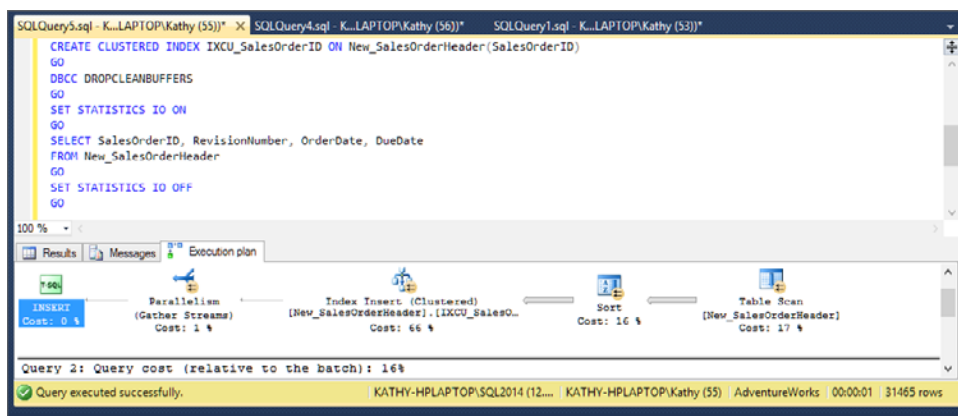 SQLQuery5.sql - K...LAPTOP\Kathy (55))* SQLQuery4.sql - K...LAPTOP\Kathy (56))* SQLQuery1.sql - K...LAPTOP\Kathy (53))*
CREATE CLUSTERED INDEX IXCU_SalesOrderID ON New_SalesOrderHeader(SalesOrderID)
GO
DBCC DROPCLEANBUFFERS
GO
SET STATISTICS IO ON
GO
SELECT SalesOrderID, RevisionNumber, OrderDate, DueDate
FROM New_SalesOrderHeader
GO
SET STATISTICS IO OFF
GO
100 %
Results Messages Execution plan
T-SQL
INSERT
Cost: 0 %
Parallelism
(Gather Streams)
Cost: 1 %
Index Insert (Clustered)
[New_SalesOrderHeader].[IXCU_SalesO...
Cost: 66 %
Sort
Cost: 16 %
Table Scan
[New_SalesOrderHeader]
Cost: 17 %
Query 2: Query cost (relative to the batch): 16%
Query executed successfully. KATHY-HPLAPTOP\SQL2014 (12.... KATHY-HPLAPTOP\Kathy (55) AdventureWorks 00:00:01 31465 rows